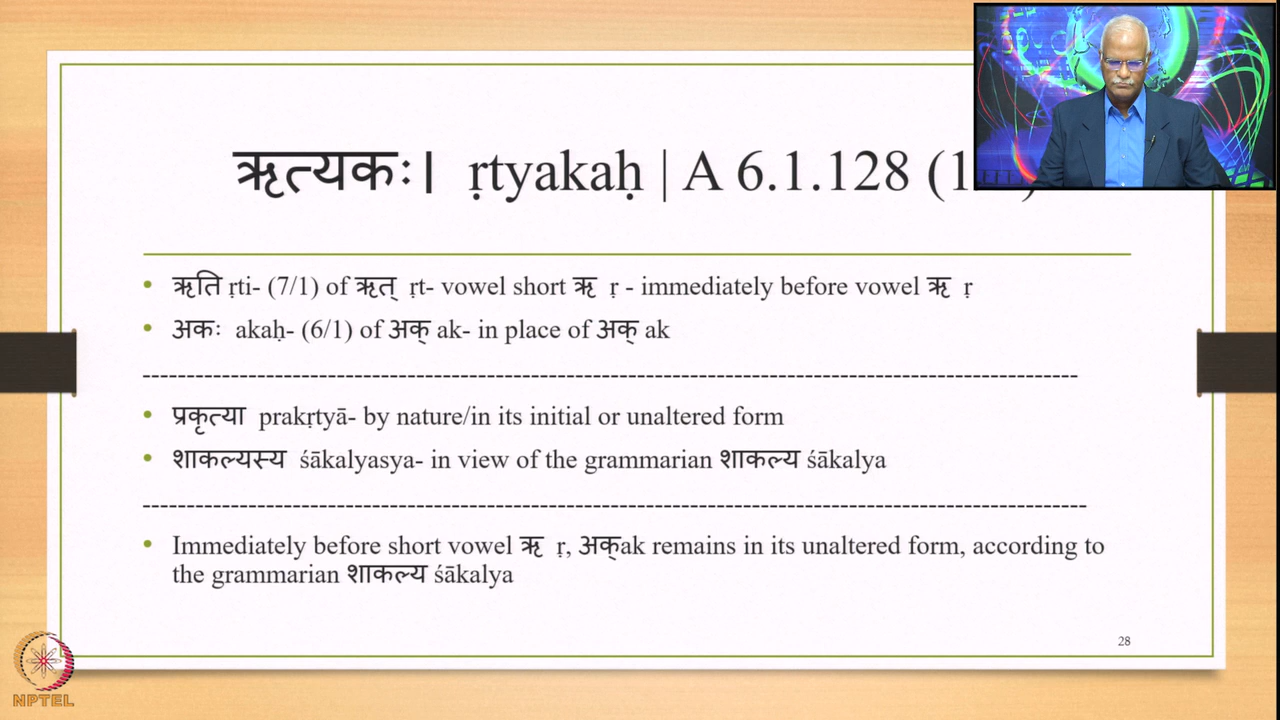 ऋत्यकः। ṛtyakaḥ | A 6.1.128 (1
• ऋति ṛti- (7/1) of ऋत् ṛt- vowel short ऋ ṛ - immediately before vowel ऋ ṛ
• अकः akaḥ- (6/1) of अक् ak- in place of अक् ak
• प्रकृत्या prakṛtyā- by nature/in its initial or unaltered form
• शाकल्यस्य śākalyasya- in view of the grammarian शाकल्य śākalya
• Immediately before short vowel ऋ ṛ, अक्ak remains in its unaltered form, according to
the grammarian शाकल्य śākalya
28
NPTEL